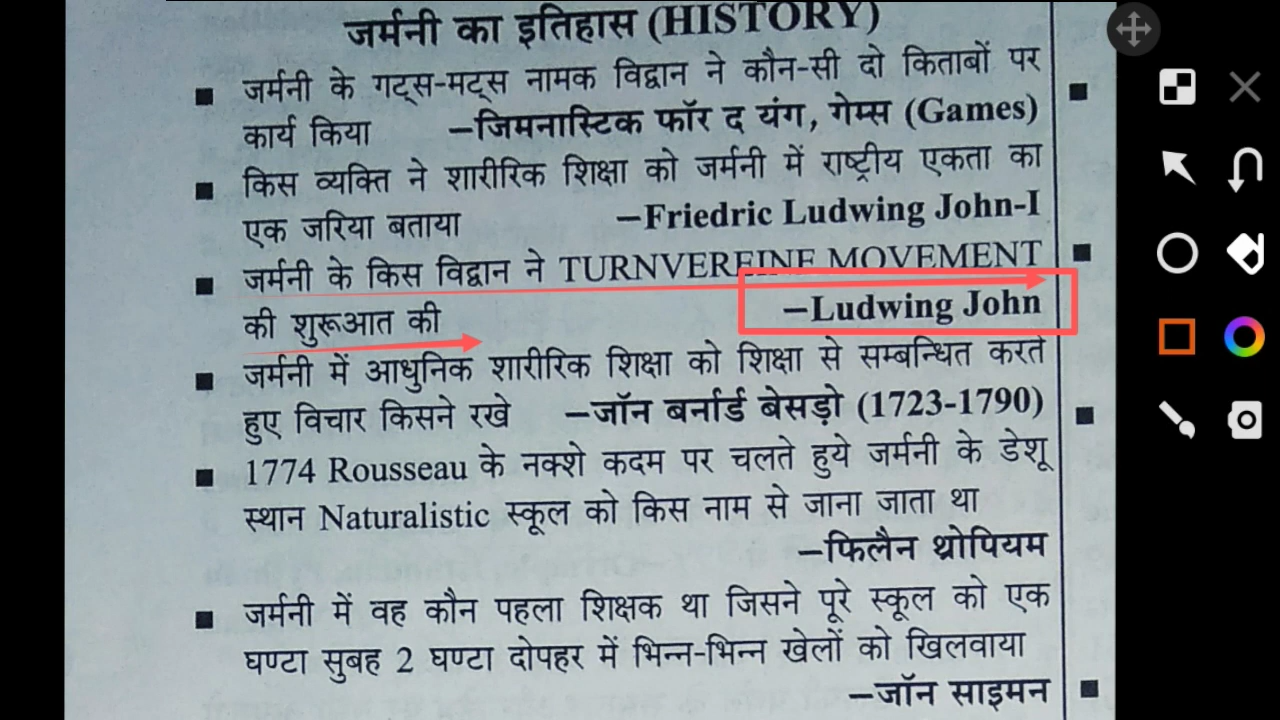 जर्मनी का इतिहास (HISTORY)
■ जर्मनी के गट्स-मट्स नामक विद्वान ने कौन-सी दो किताबों पर
कार्य किया –जिमनास्टिक फॉर द यंग, गेम्स (Games)
■ किस व्यक्ति ने शारीरिक शिक्षा को जर्मनी में राष्ट्रीय एकता का
एक जरिया बताया –Friedric Ludwing John-I
■ जर्मनी के किस विद्वान ने TURNVEREINE MOVEMENT
की शुरूआत की –Ludwing John
■ जर्मनी में आधुनिक शारीरिक शिक्षा को शिक्षा से सम्बन्धित करते
हुए विचार किसने रखे –जॉन बर्नार्ड बेसड़ो (1723-1790)
■ 1774 Rousseau के नक्शे कदम पर चलते हुये जर्मनी के डेशू
स्थान Naturalistic स्कूल को किस नाम से जाना जाता था
–फिलैन थ्रोपियम
■ जर्मनी में वह कौन पहला शिक्षक था जिसने पूरे स्कूल को एक
घण्टा सुबह 2 घण्टा दोपहर में भिन्न-भिन्न खेलों को खिलवाया
–जॉन साइमन